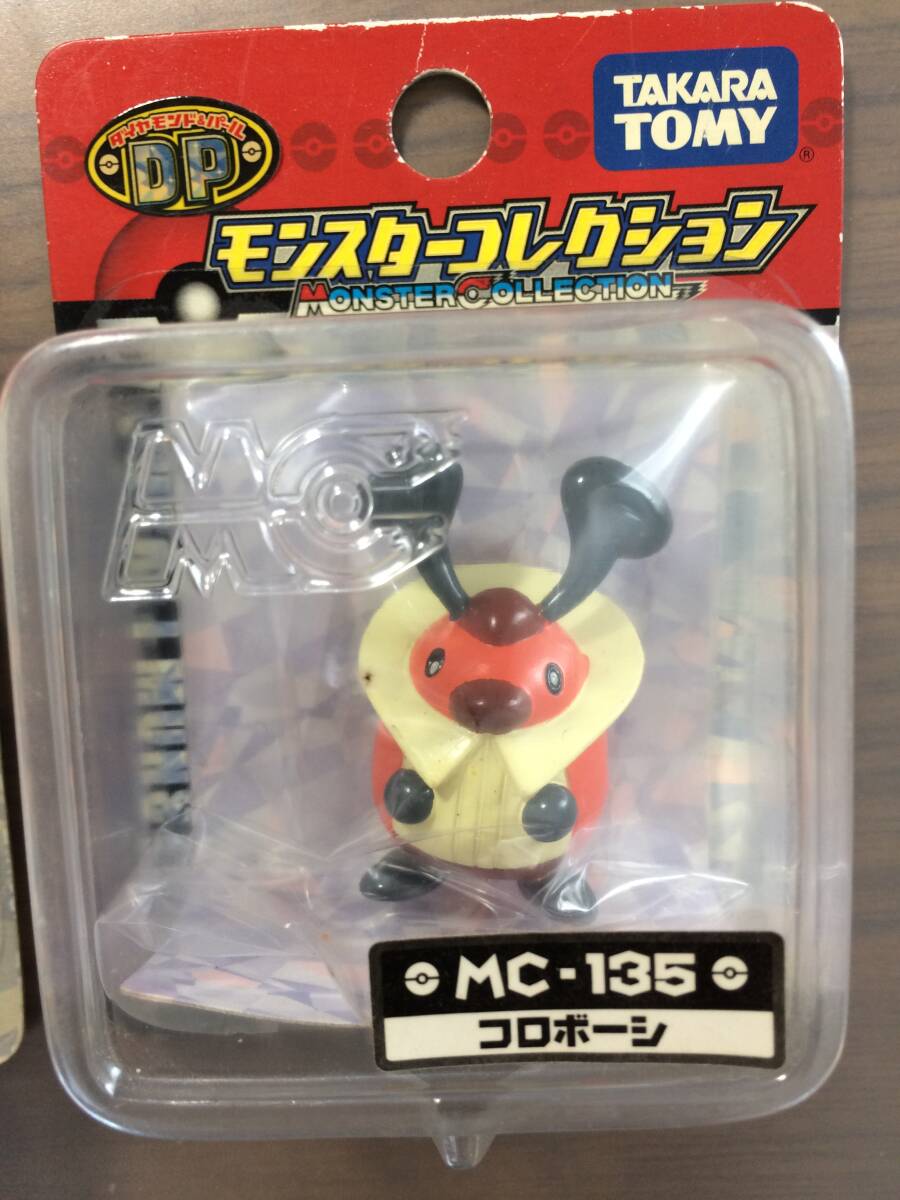 ダイヤモンド&パール
DP
TAKARA
TOMY
®
モンスターコレクション
MONSTER COLLECTION
MC
MC-135
コロボーシ